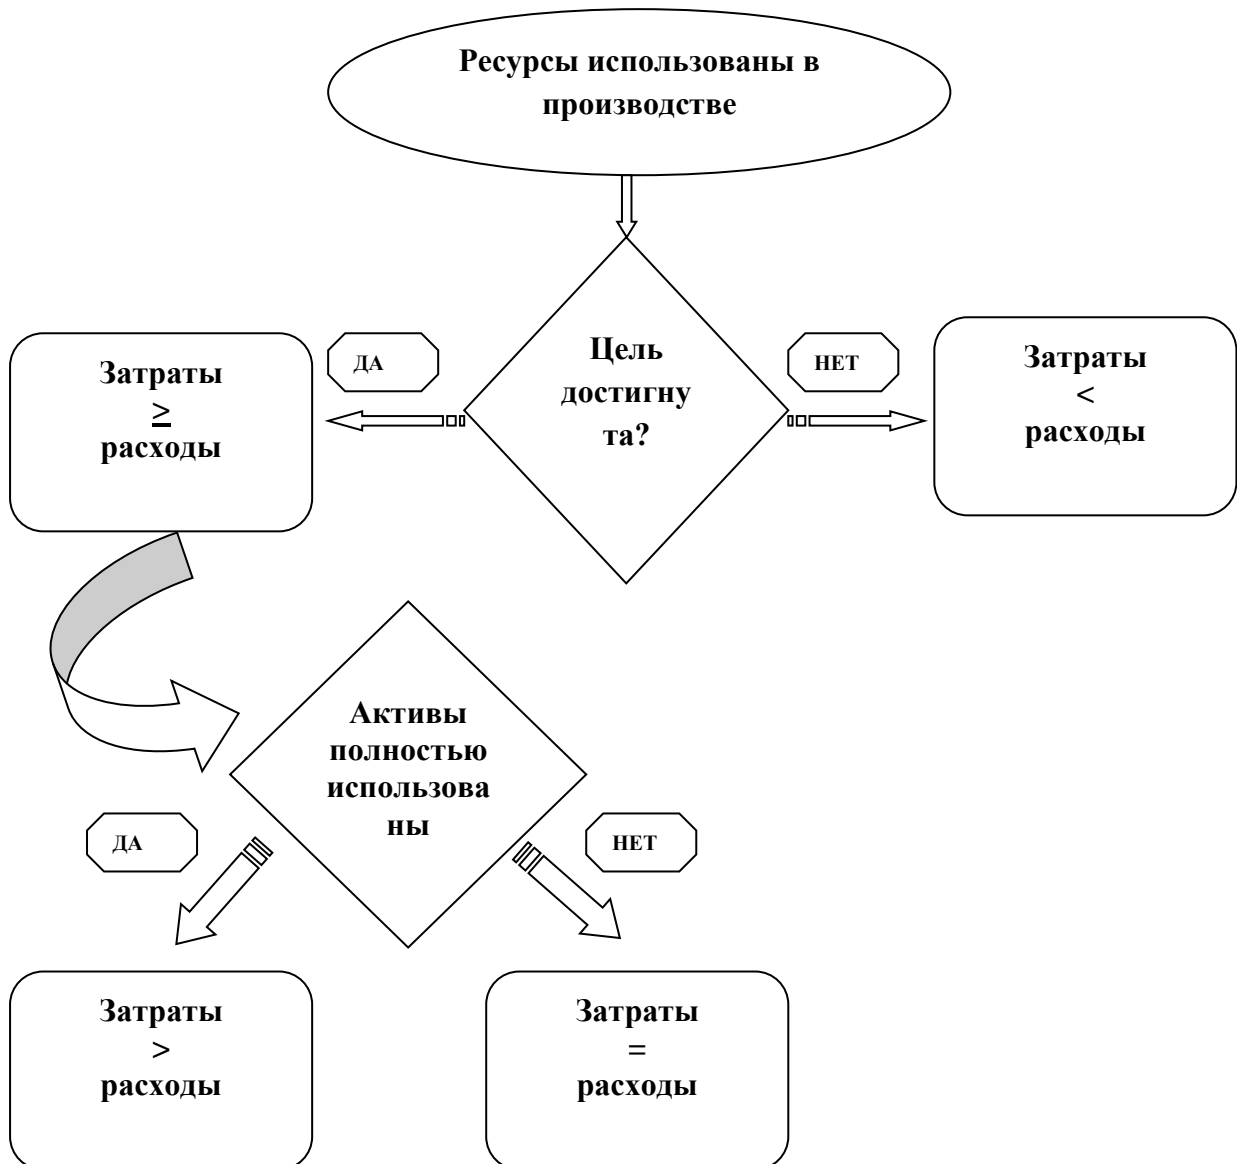 Ресурсы использованы в
производстве
Затраты
≥
расходы
ДА
Цель
достигну
та?
НЕТ
Затраты
<
расходы
Активы
полностью
использова
ны
ДА
НЕТ
Затраты
>
расходы
Затраты
=
расходы